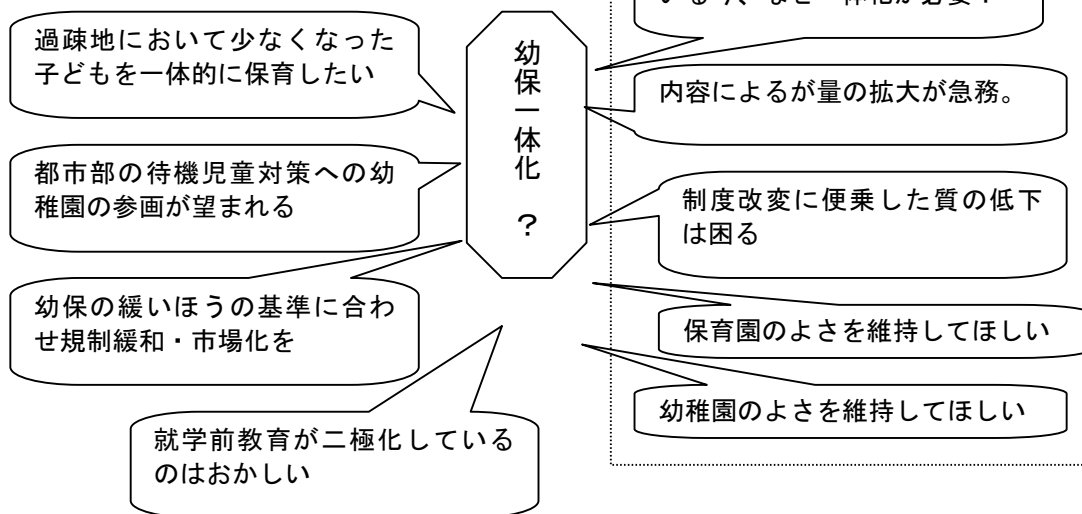 過疎地において少なくなった
子どもを一体的に保育したい
都市部の待機児童対策への幼
稚園の参画が望まれる
幼保の緩いほうの基準に合わ
せ規制緩和・市場化を
就学前教育が二極化している
のはおかしい
幼保一体化 ?
内容によるが量の拡大が急務。
制度改変に便乗した質の低下
は困る
保育園のよさを維持してほしい
幼稚園のよさを維持してほしい